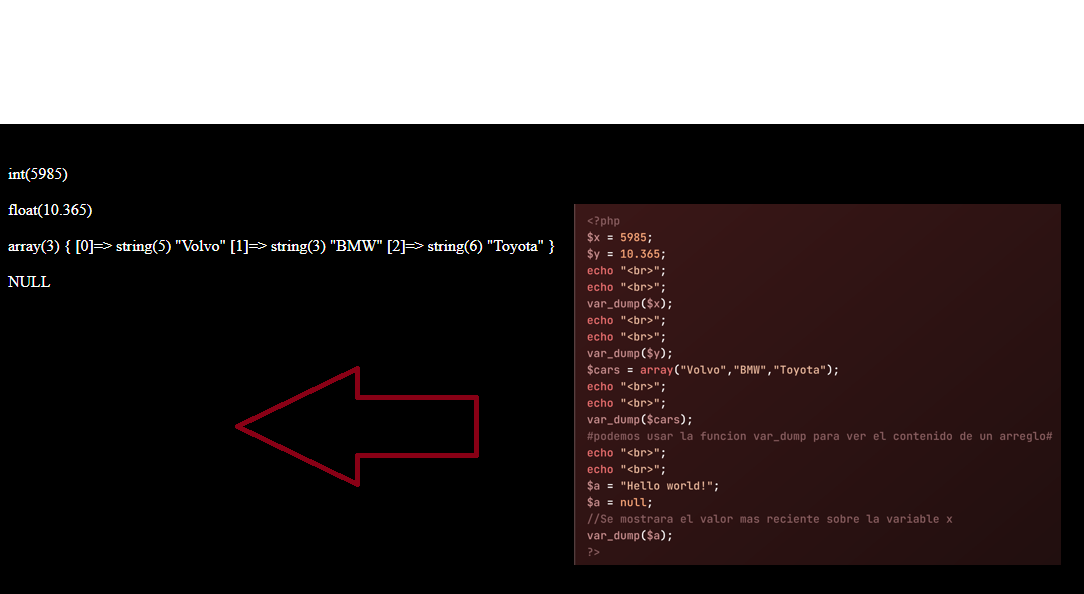 int(5985)
float(10.365)
array(3) { [0]=> string(5) "Volvo" [1]=> string(3) "BMW" [2]=> string(6) "Toyota" }
NULL
<?php
$x = 5985;
$y = 10.365;
echo "<br>";
echo "<br>";
var_dump($x);
echo "<br>";
echo "<br>";
var_dump($y);
$cars = array("Volvo","BMW","Toyota");
echo "<br>";
echo "<br>";
var_dump($cars);
#podemos usar la funcion var_dump para ver el contenido de un arreglo#
echo "<br>";
echo "<br>";
$a = "Hello world!";
$a = null;
//Se mostrara el valor mas reciente sobre la variable x
var_dump($a);
?>